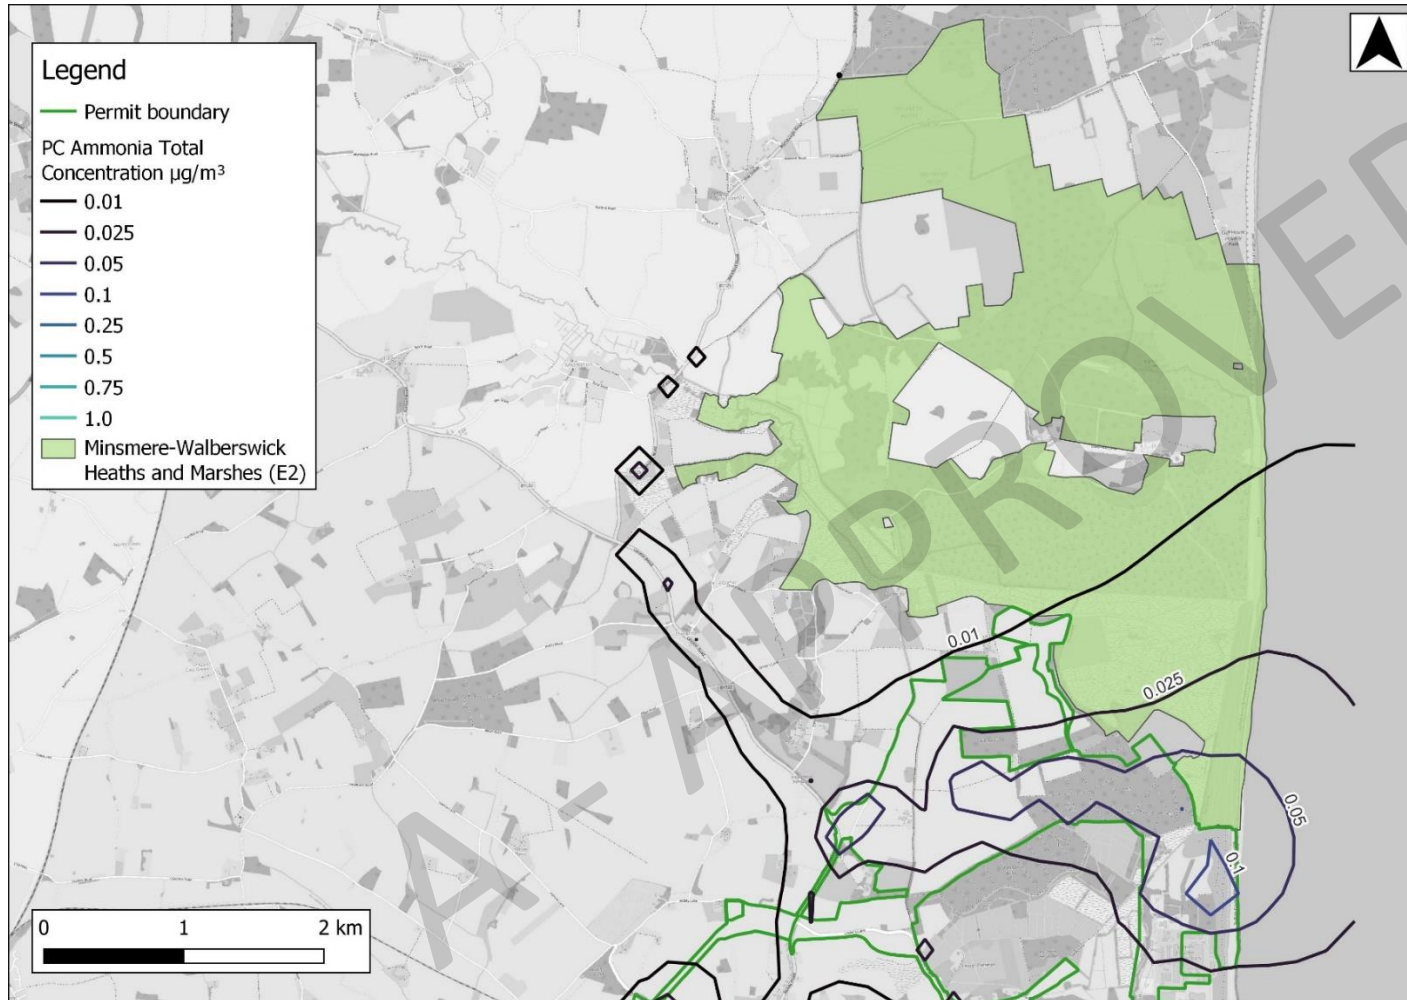 Legend
Permit boundary
PC Ammonia Total
Concentration µg/m³
0.01
0.025
0.05
0.1
0.25
0.5
0.75
1.0
Minsmere-Walberswick
Heaths and Marshes (E2)
A - APPROVED
0.01
0.025
0.05
0.1
0 1 2 km